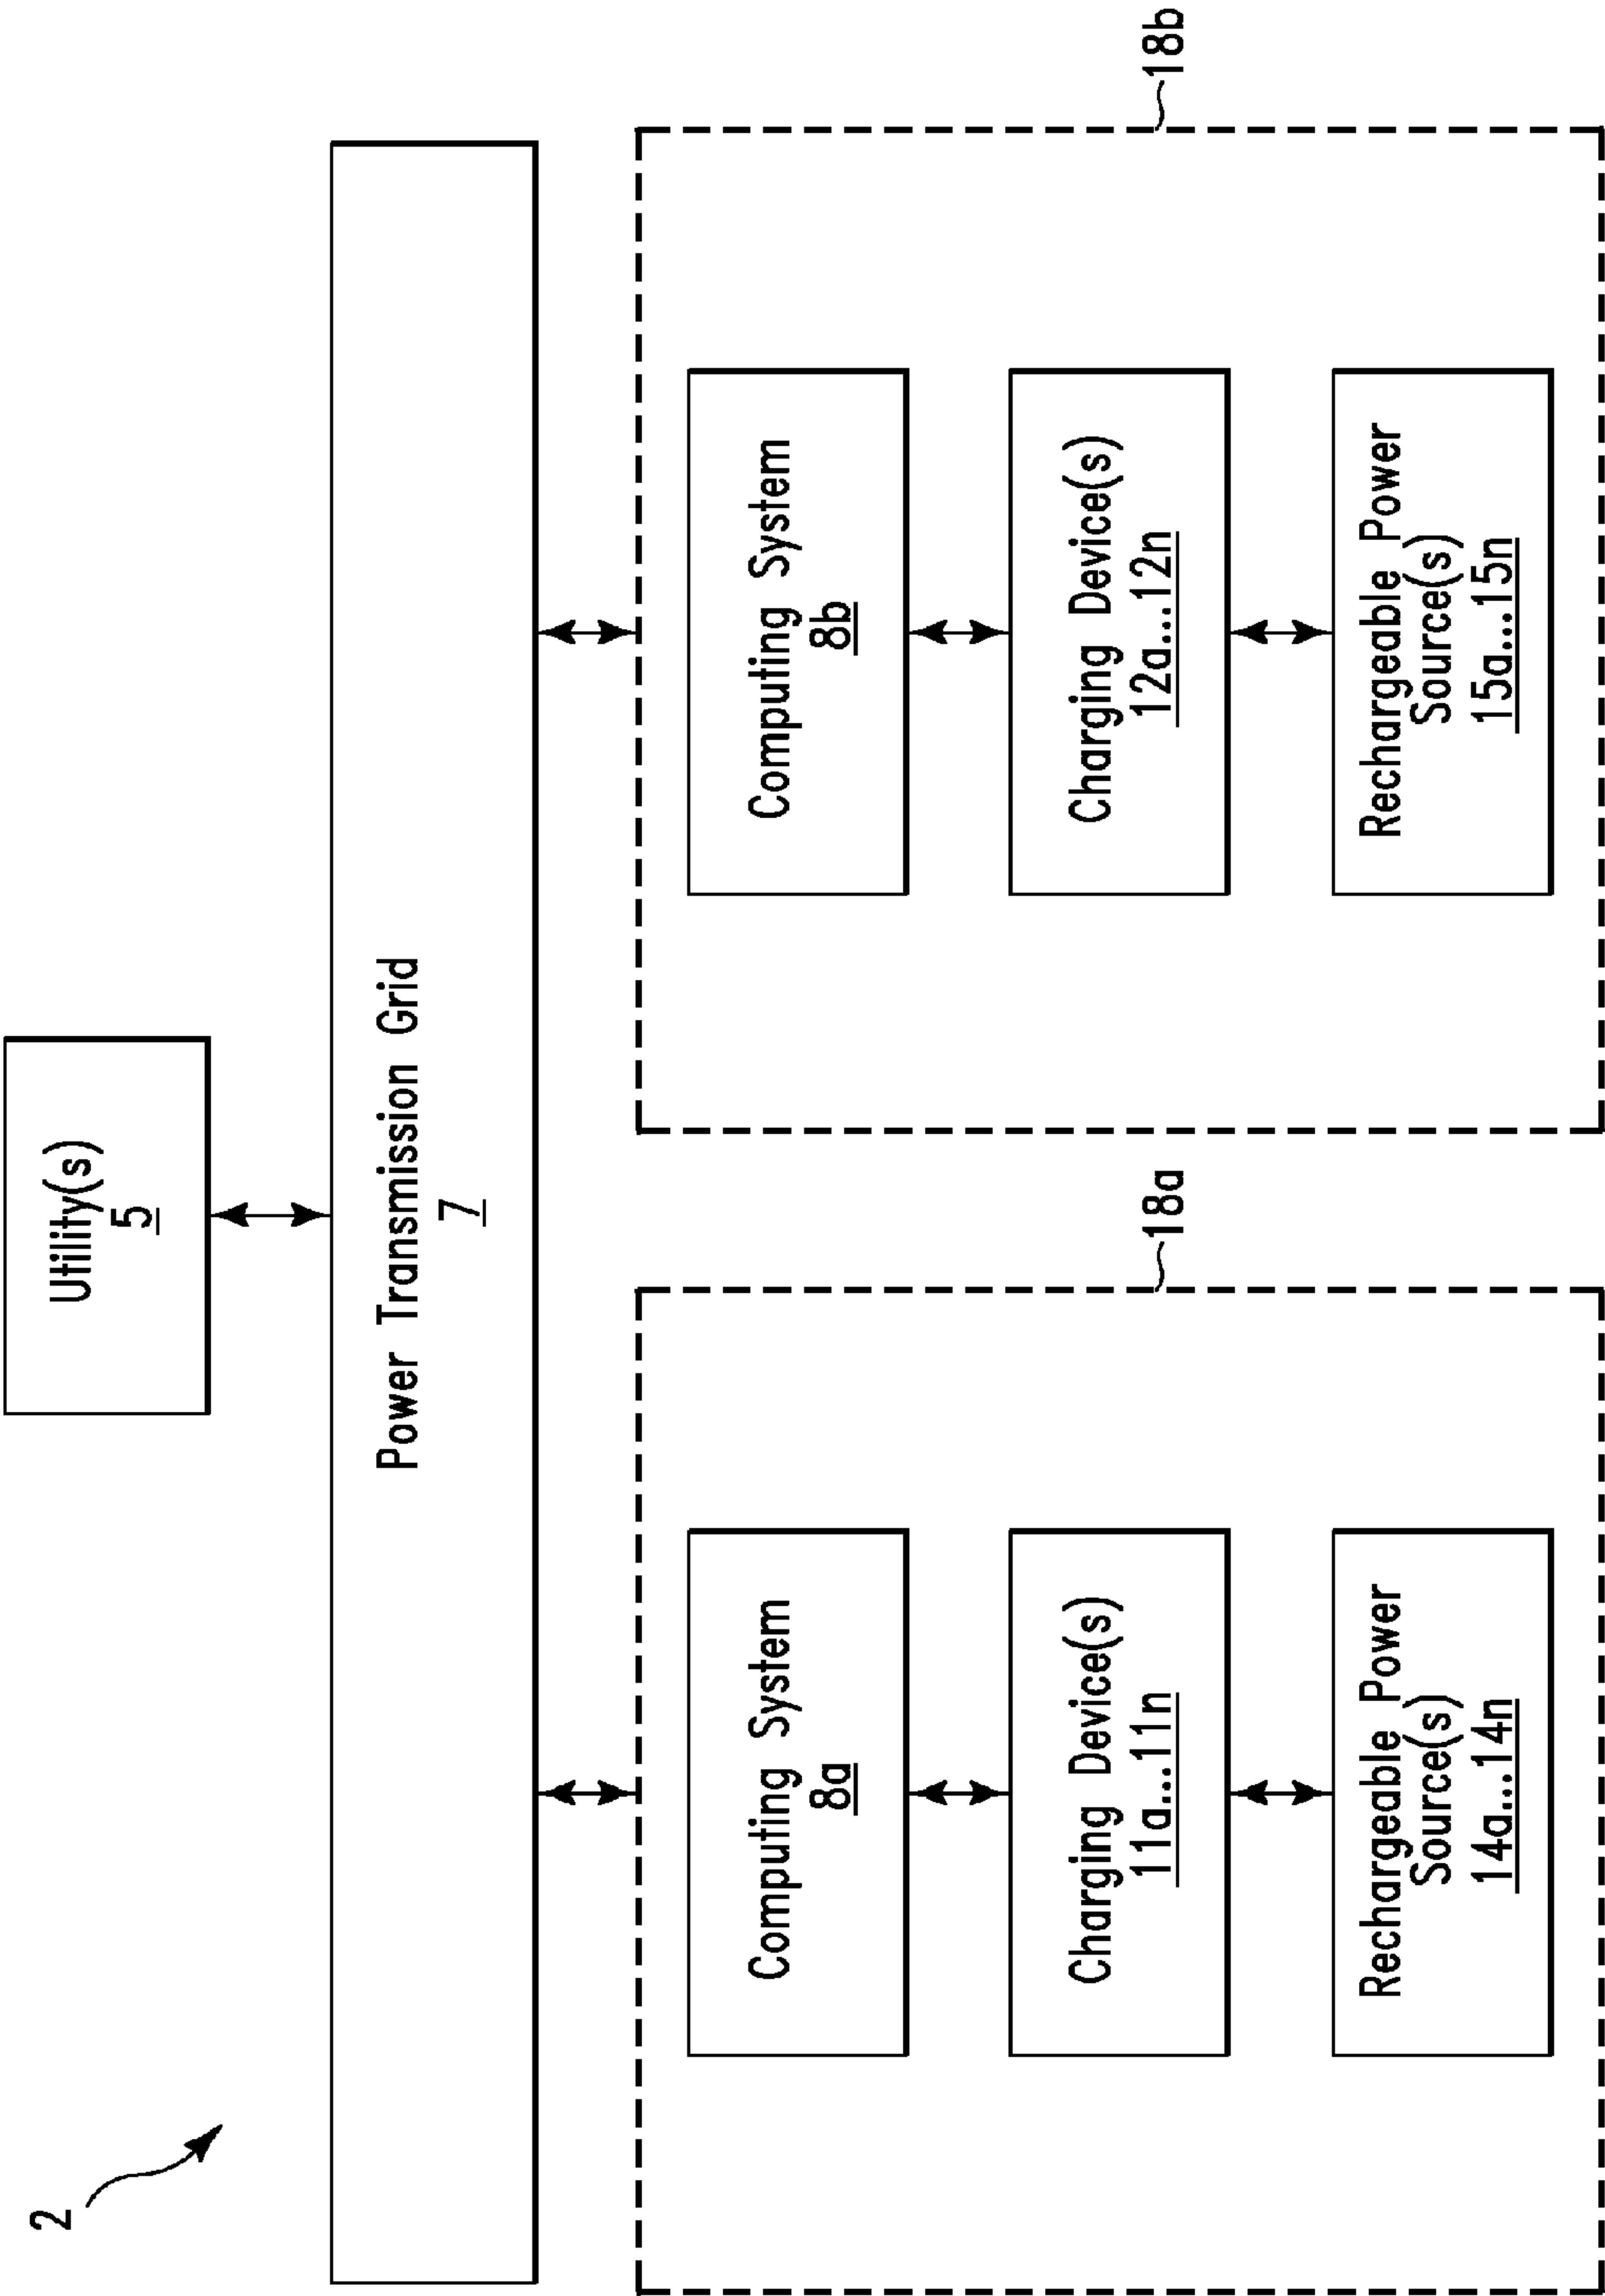 2
Utility(s)
5
Power Transmission Grid
7
18a
Computing System
8a
Charging Device(s)
11a...11n
Rechargeable Power
Source(s)
14a...14n
18b
Computing System
8b
Charging Device(s)
12a...12n
Rechargeable Power
Source(s)
15a...15n